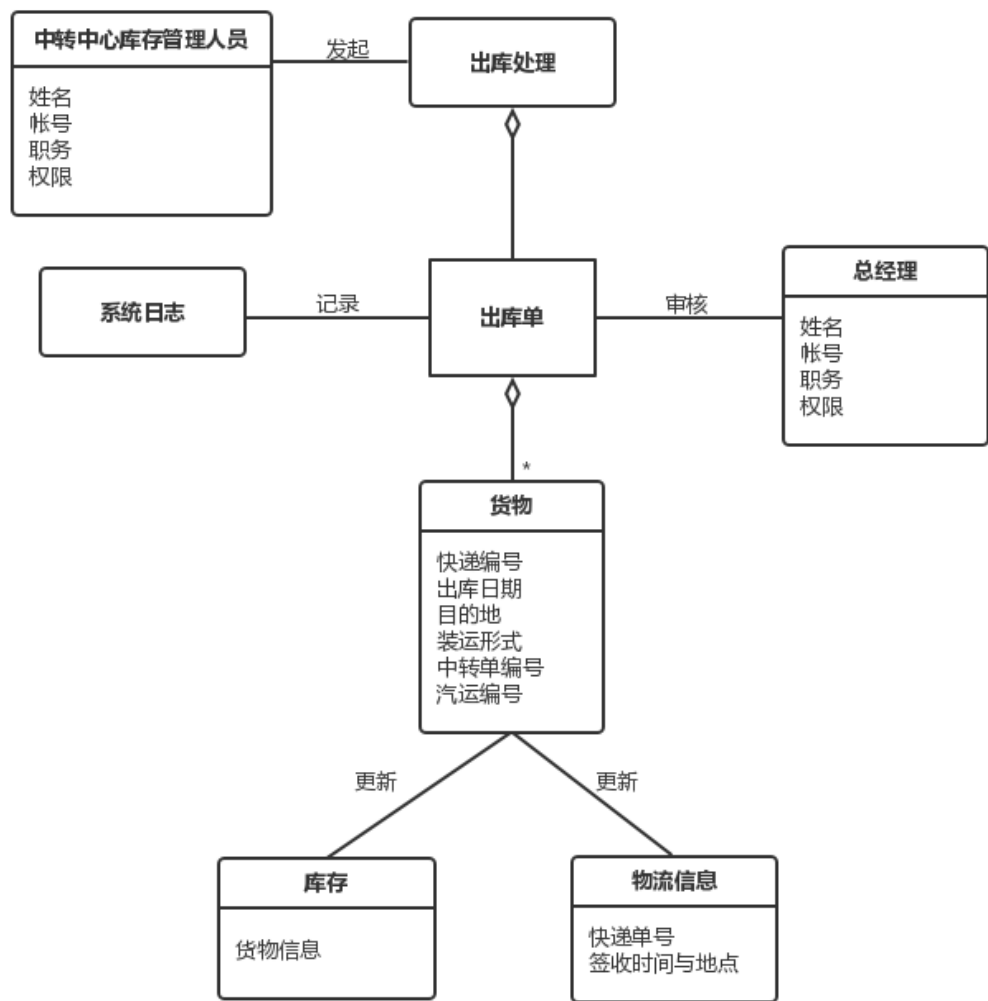 中转中心库存管理人员
姓名
帐号
职务
权限
发起
出库处理
系统日志
记录
出库单
审核
总经理
姓名
帐号
职务
权限
*
货物
快递编号
出库日期
目的地
装运形式
中转单编号
汽运编号
更新
更新
库存
货物信息
物流信息
快递单号
签收时间与地点